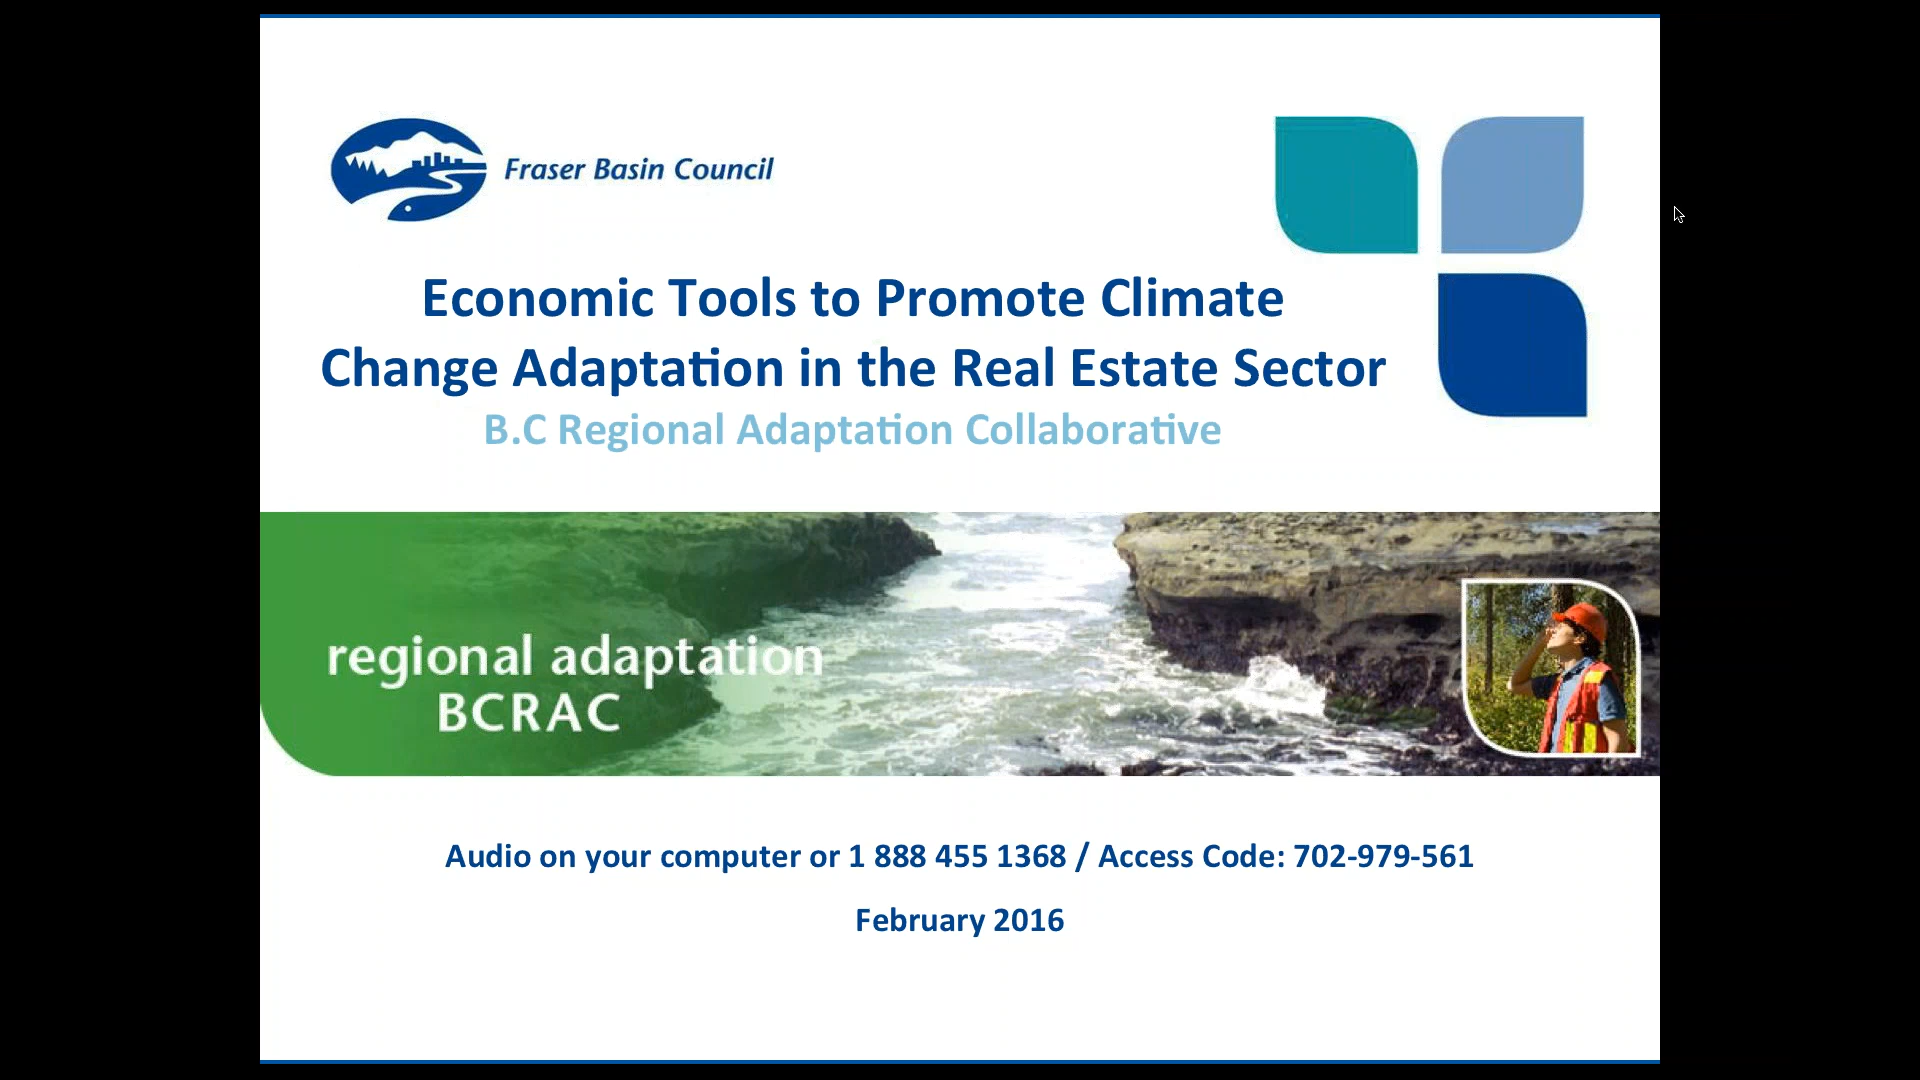 Fraser Basin Council
Economic Tools to Promote Climate
Change Adaptation in the Real Estate Sector
B.C Regional Adaptation Collaborative
regional adaptation
BCRAC
Audio on your computer or 1 888 455 1368 / Access Code: 702-979-561
February 2016